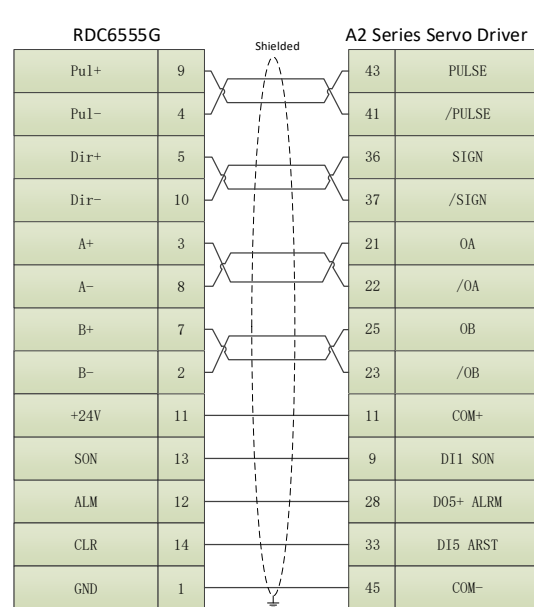 RDC6555G Shielded A2 Series Servo Driver
Pul+ 9 43 PULSE
Pul- 4 41 /PULSE
Dir+ 5 36 SIGN
Dir- 10 37 /SIGN
A+ 3 21 OA
A- 8 22 /OA
B+ 7 25 OB
B- 2 23 /OB
+24V 11 11 COM+
SON 13 9 DI1 SON
ALM 12 28 DO5+ ALRM
CLR 14 33 DI5 ARST
GND 1 45 COM-